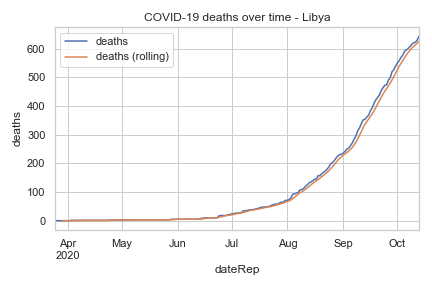 COVID-19 deaths over time - Libya
deaths
deaths (rolling)
600
500
400
300
200
100
0
deaths
Apr
2020
May
Jun
Jul
Aug
Sep
Oct
dateRep